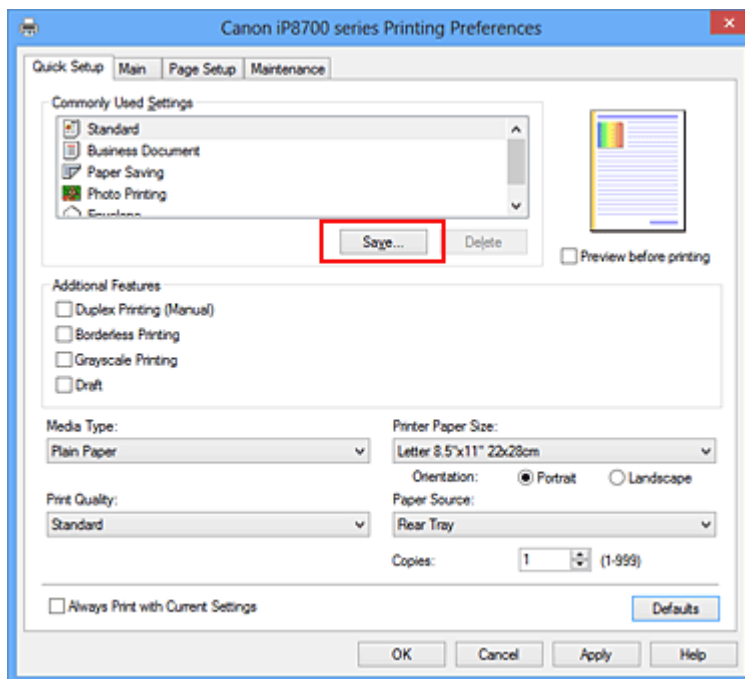 Canon iP8700 series Printing Preferences
Quick Setup Main Page Setup Maintenance
Commonly Used Settings
Standard
Business Document
Paper Saving
Photo Printing
Envelope
Save... Delete
Preview before printing
Additional Features
Duplex Printing (Manual)
Borderless Printing
Grayscale Printing
Draft
Media Type: Printer Paper Size:
Plain Paper Letter 8.5"x11" 22x28cm
Orientation: Portrait Landscape
Print Quality: Paper Source:
Standard Rear Tray
Copies: 1 (1-999)
Always Print with Current Settings Defaults
OK Cancel Apply Help